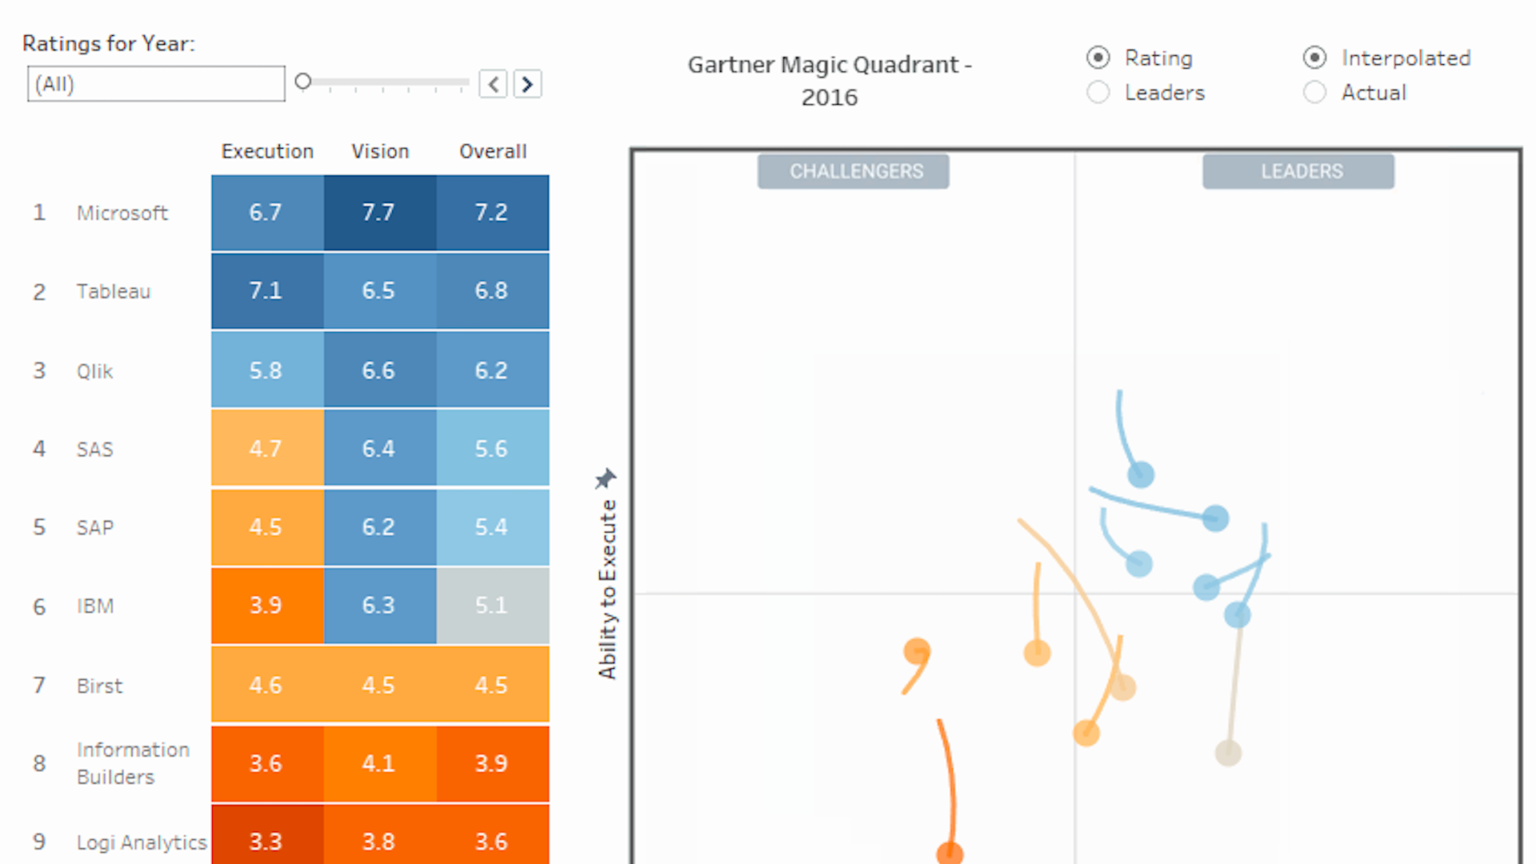 Ratings for Year:
(All)
Gartner Magic Quadrant -
2016
Rating
Leaders
Interpolated
Actual
Execution Vision Overall
1 Microsoft 6.7 7.7 7.2
2 Tableau 7.1 6.5 6.8
3 Qlik 5.8 6.6 6.2
4 SAS 4.7 6.4 5.6
5 SAP 4.5 6.2 5.4
6 IBM 3.9 6.3 5.1
7 Birst 4.6 4.5 4.5
8 Information
Builders 3.6 4.1 3.9
9 Logi Analytics 3.3 3.8 3.6
CHALLENGERS
LEADERS
Ability to Execute